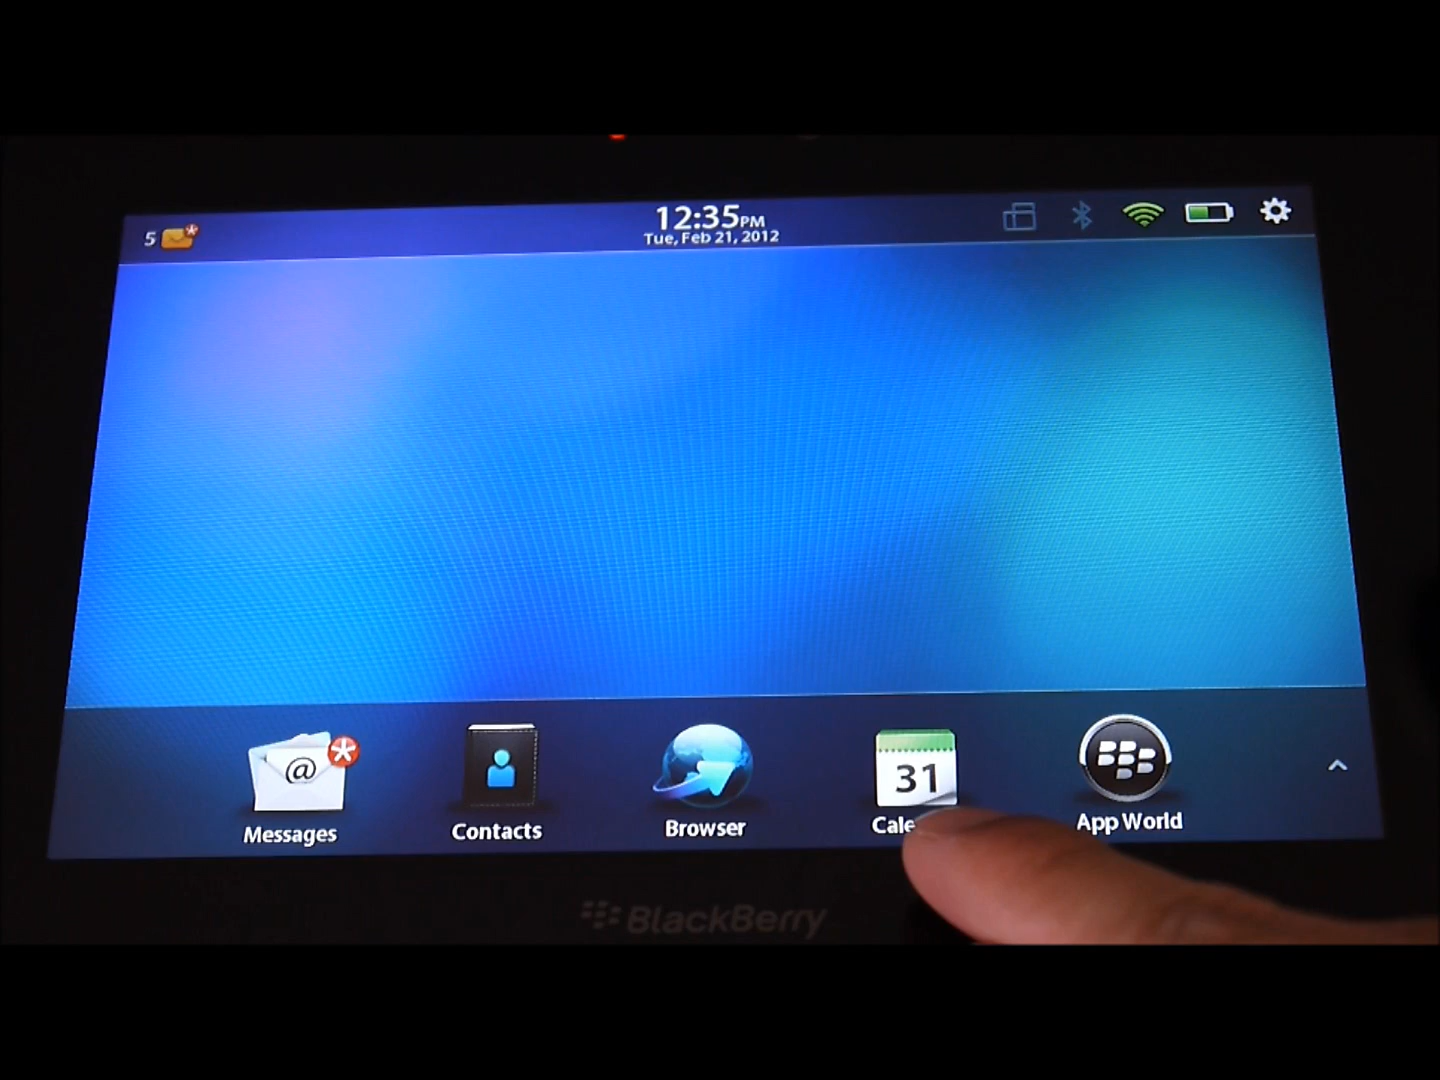 5
12:35PM
Tue, Feb 21, 2012
@
31
Messages
Contacts
Browser
Cale
App World
BlackBerry